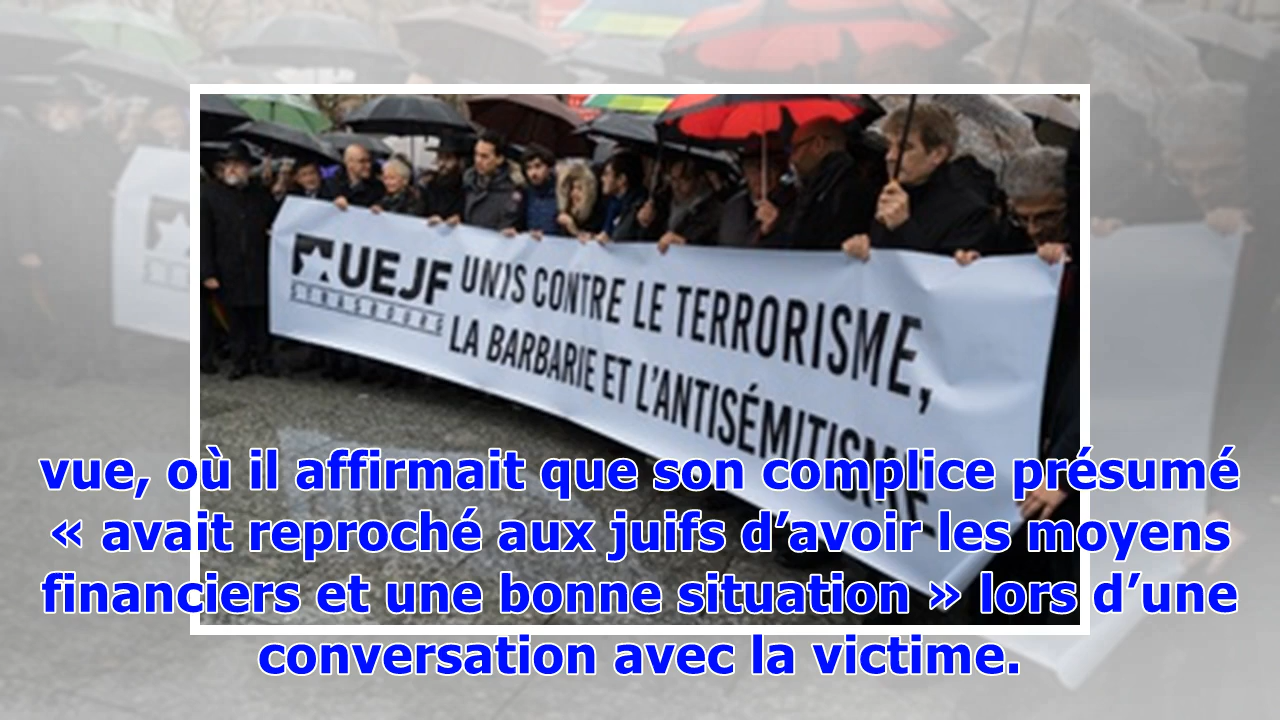 UEJF
STRASBOURG
UNIS CONTRE LE TERRORISME,
LA BARBARIE ET L'ANTISÉMITISME
vue, où il affirmait que son complice présumé
« avait reproché aux juifs d’avoir les moyens
financiers et une bonne situation » lors d’une
conversation avec la victime.